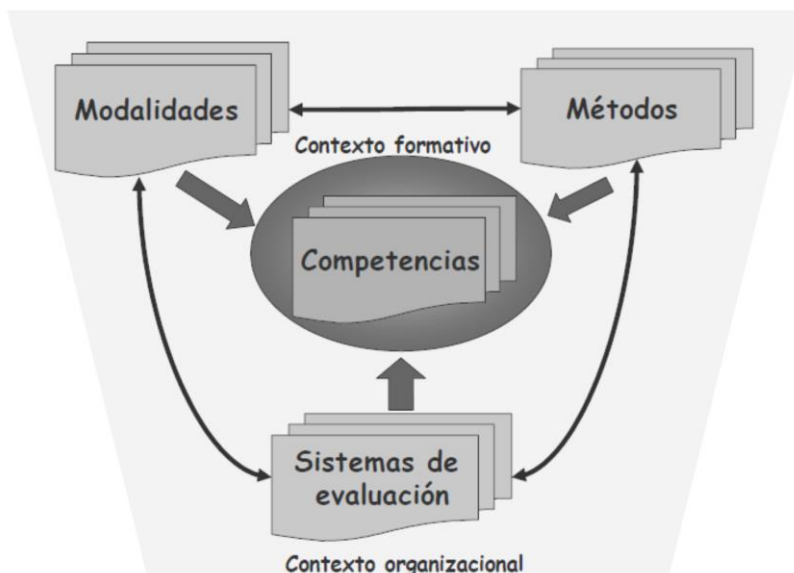 Modalidades
Métodos
Contexto formativo
Competencias
Sistemas de
evaluación
Contexto organizacional